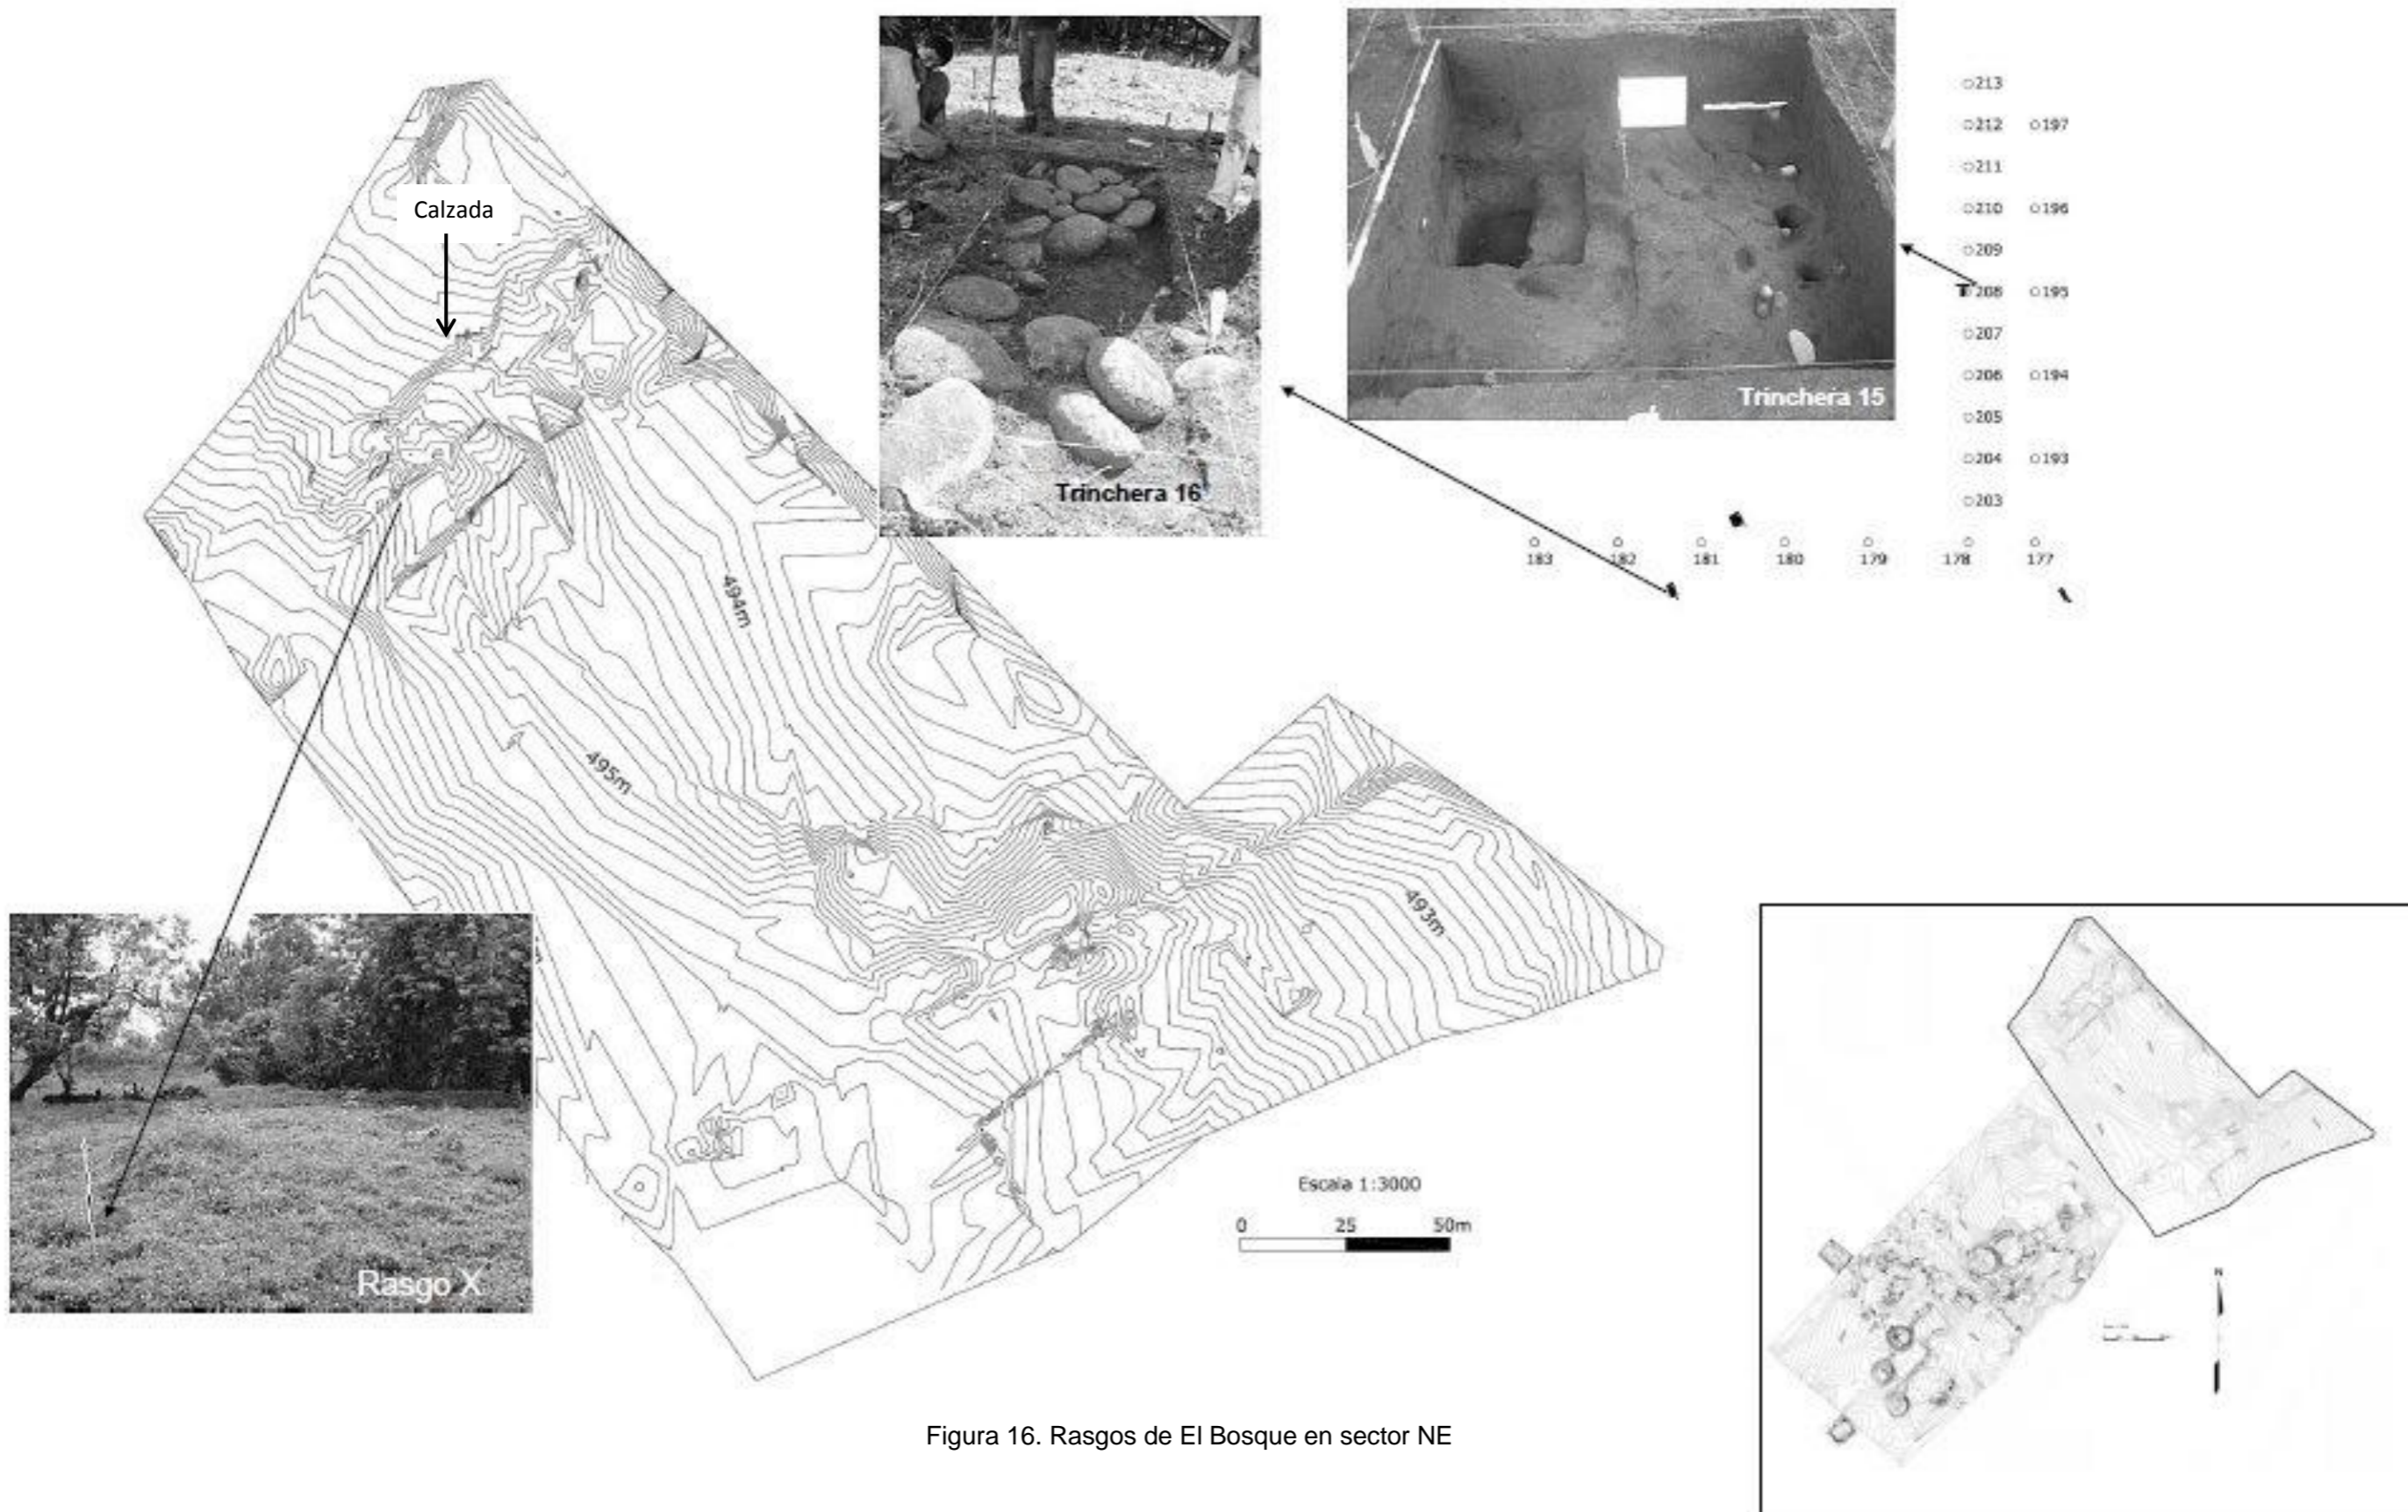 Calzada
Trinchera 16
Trinchera 15
213
212 197
211
210 196
209
208 195
207
206 194
205
204 193
203
183 182 181 180 179 178 177
494m
495m
493m
Rasgo X
Escala 1:3000
0 25 50m
N
Figura 16. Rasgos de El Bosque en sector NE